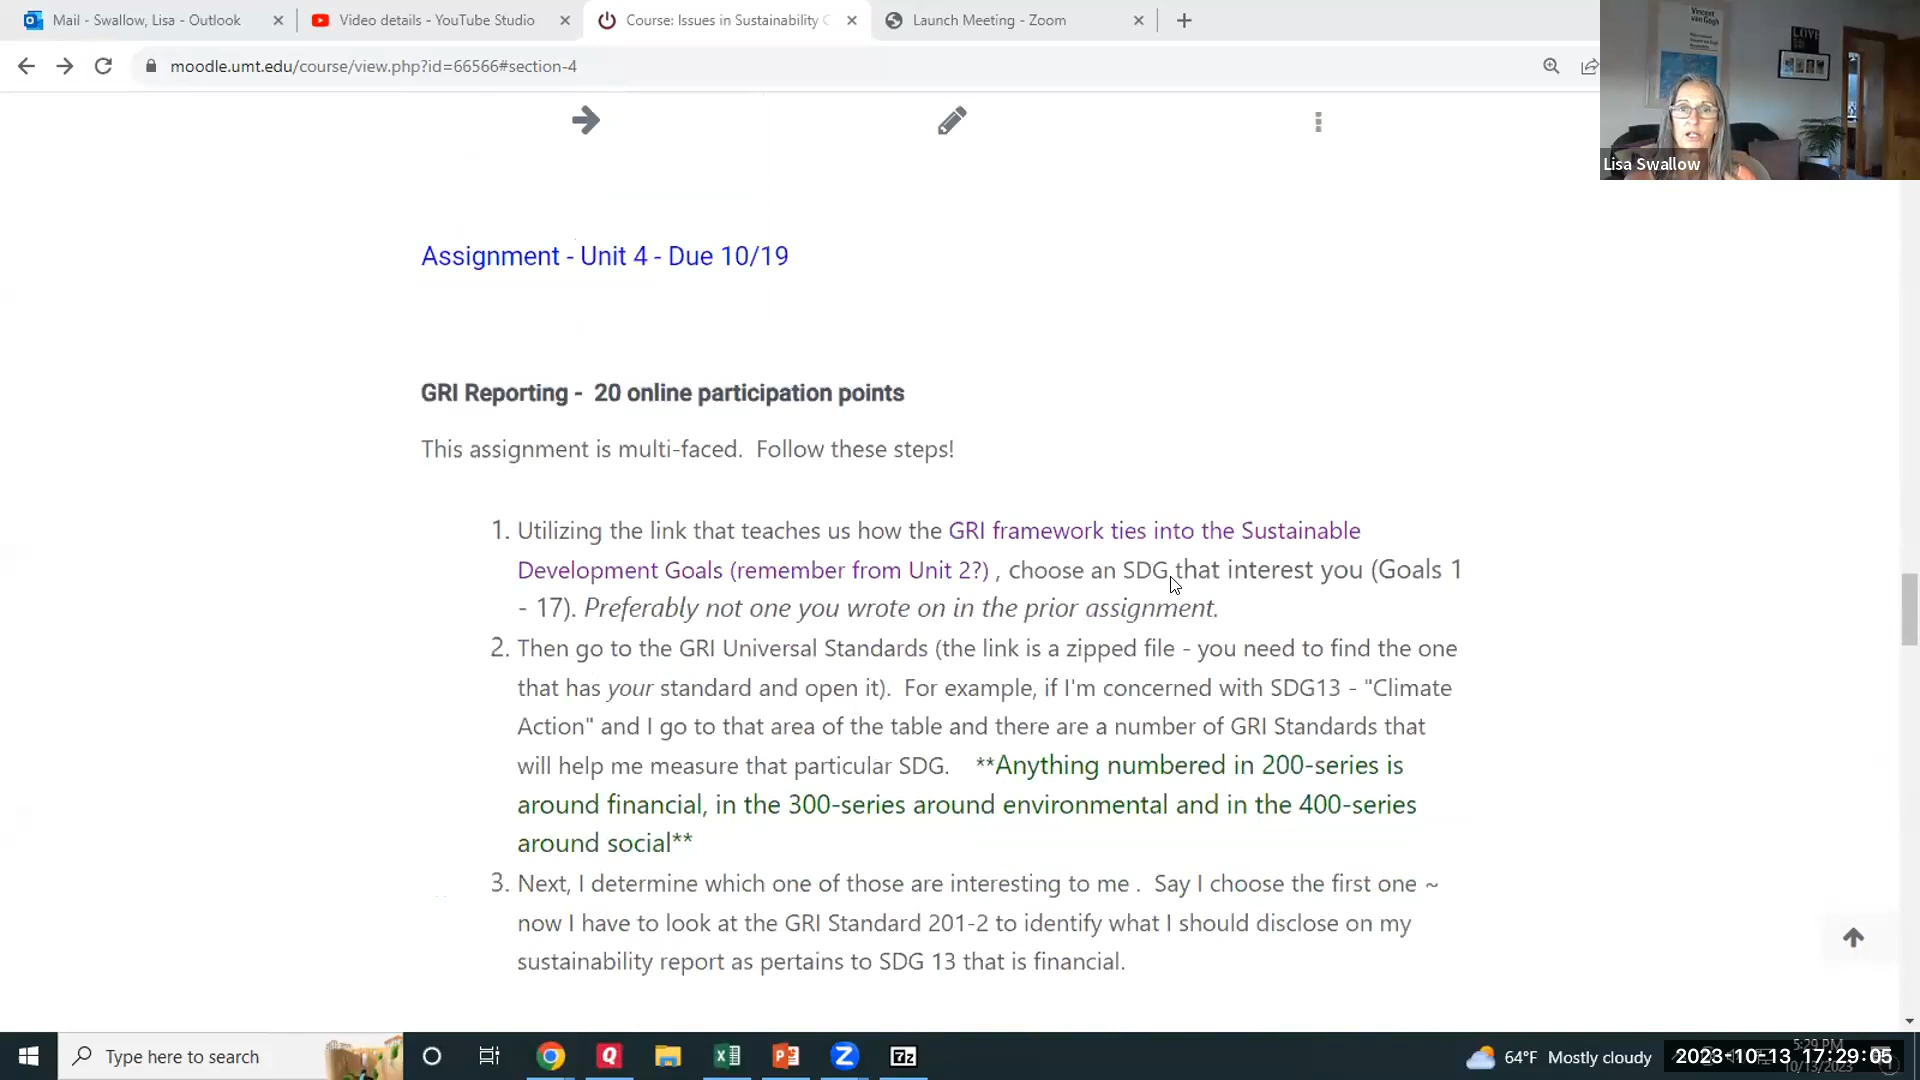 Mail - Swallow, Lisa - Outlook
Video details - YouTube Studio
Course: Issues in Sustainability
Launch Meeting - Zoom
moodle.umt.edu/course/view.php?id=66566#section-4
Vincent
van Gogh
LOVE
Lisa Swallow
Assignment - Unit 4 - Due 10/19
GRI Reporting - 20 online participation points
This assignment is multi-faced. Follow these steps!
1. Utilizing the link that teaches us how the GRI framework ties into the Sustainable
Development Goals (remember from Unit 2?) , choose an SDG that interest you (Goals 1
- 17). Preferably not one you wrote on in the prior assignment.
2. Then go to the GRI Universal Standards (the link is a zipped file - you need to find the one
that has your standard and open it). For example, if I'm concerned with SDG13 - "Climate
Action" and I go to that area of the table and there are a number of GRI Standards that
will help me measure that particular SDG. **Anything numbered in 200-series is
around financial, in the 300-series around environmental and in the 400-series
around social**
3. Next, I determine which one of those are interesting to me . Say I choose the first one ~
now I have to look at the GRI Standard 201-2 to identify what I should disclose on my
sustainability report as pertains to SDG 13 that is financial.
Type here to search
7z
64°F Mostly cloudy
5:29 PM
2023-10-13 17:29:05
10/13/2023